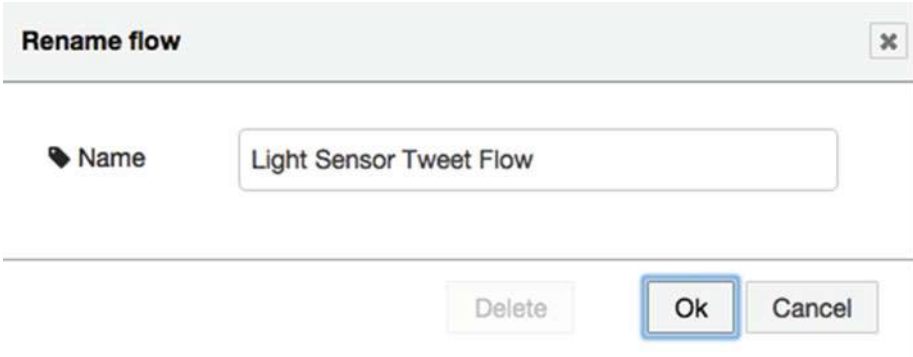 Rename flow
Name
Light Sensor Tweet Flow
Delete
Ok
Cancel